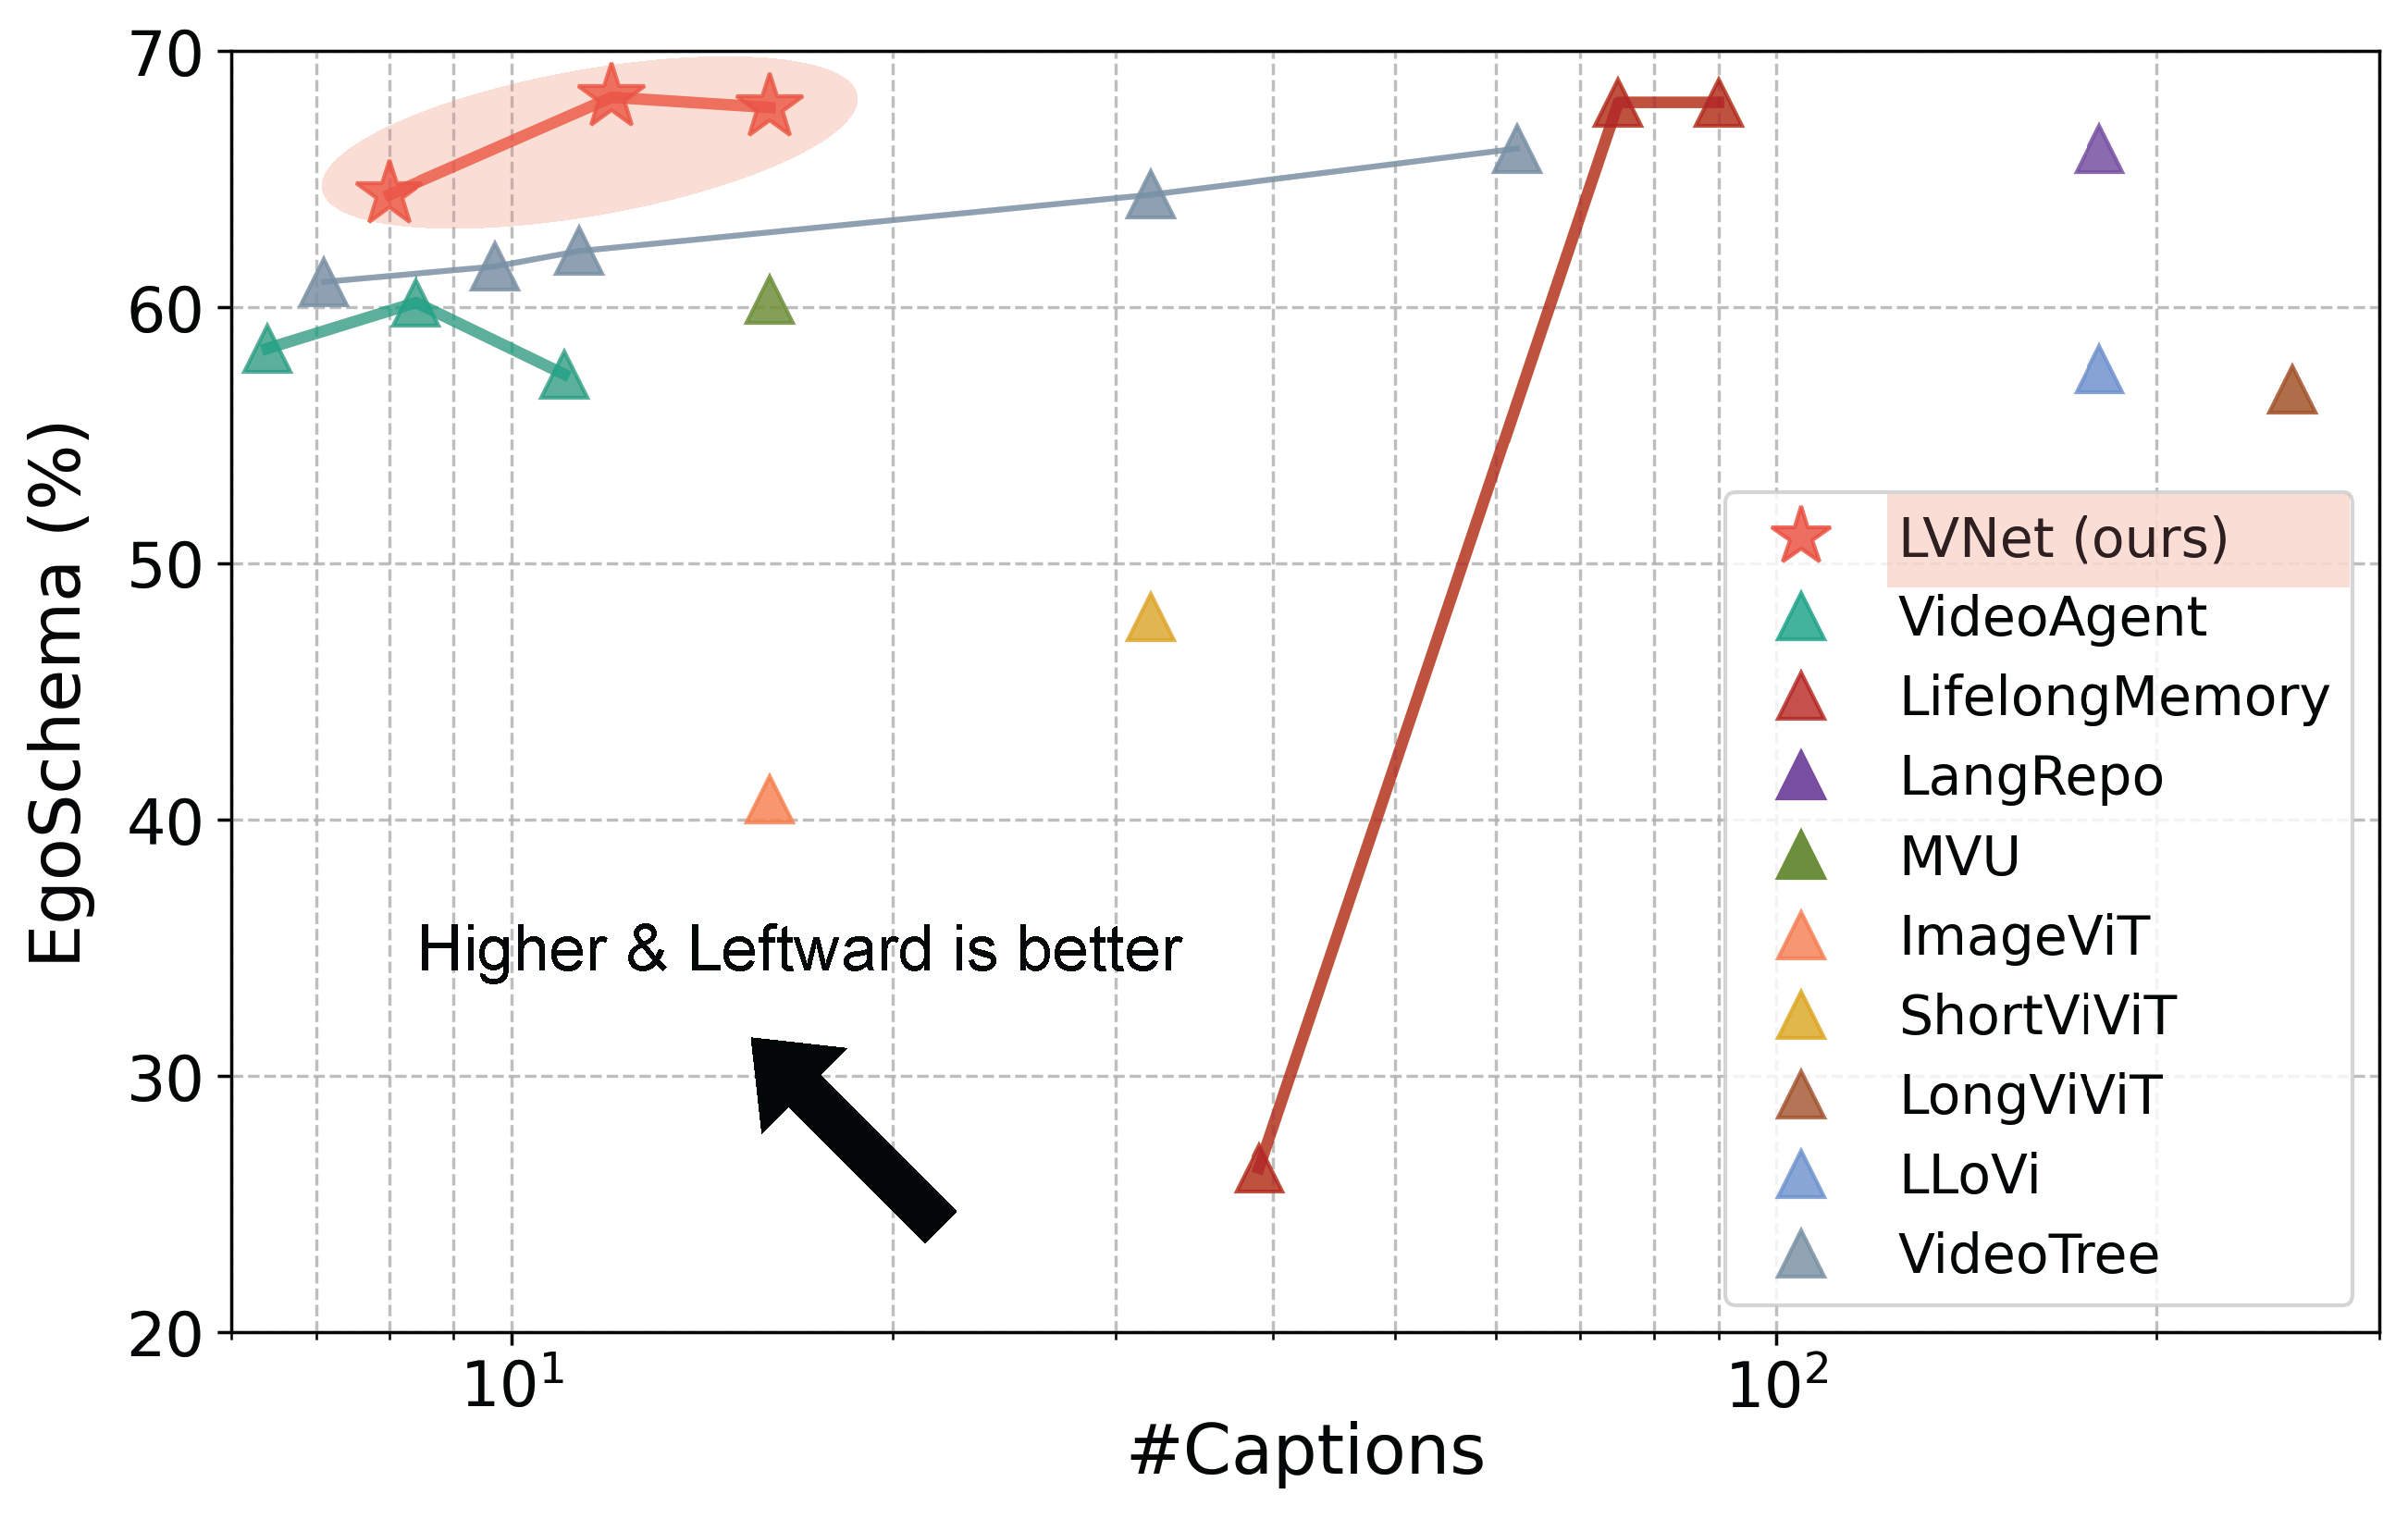 70
60
50
40
30
20
EgoSchema (%)
Higher & Leftward is better
LVNet (ours)
VideoAgent
LifelongMemory
LangRepo
MVU
ImageViT
ShortViViT
LongViViT
LLoVi
VideoTree
10¹ 10²
#Captions